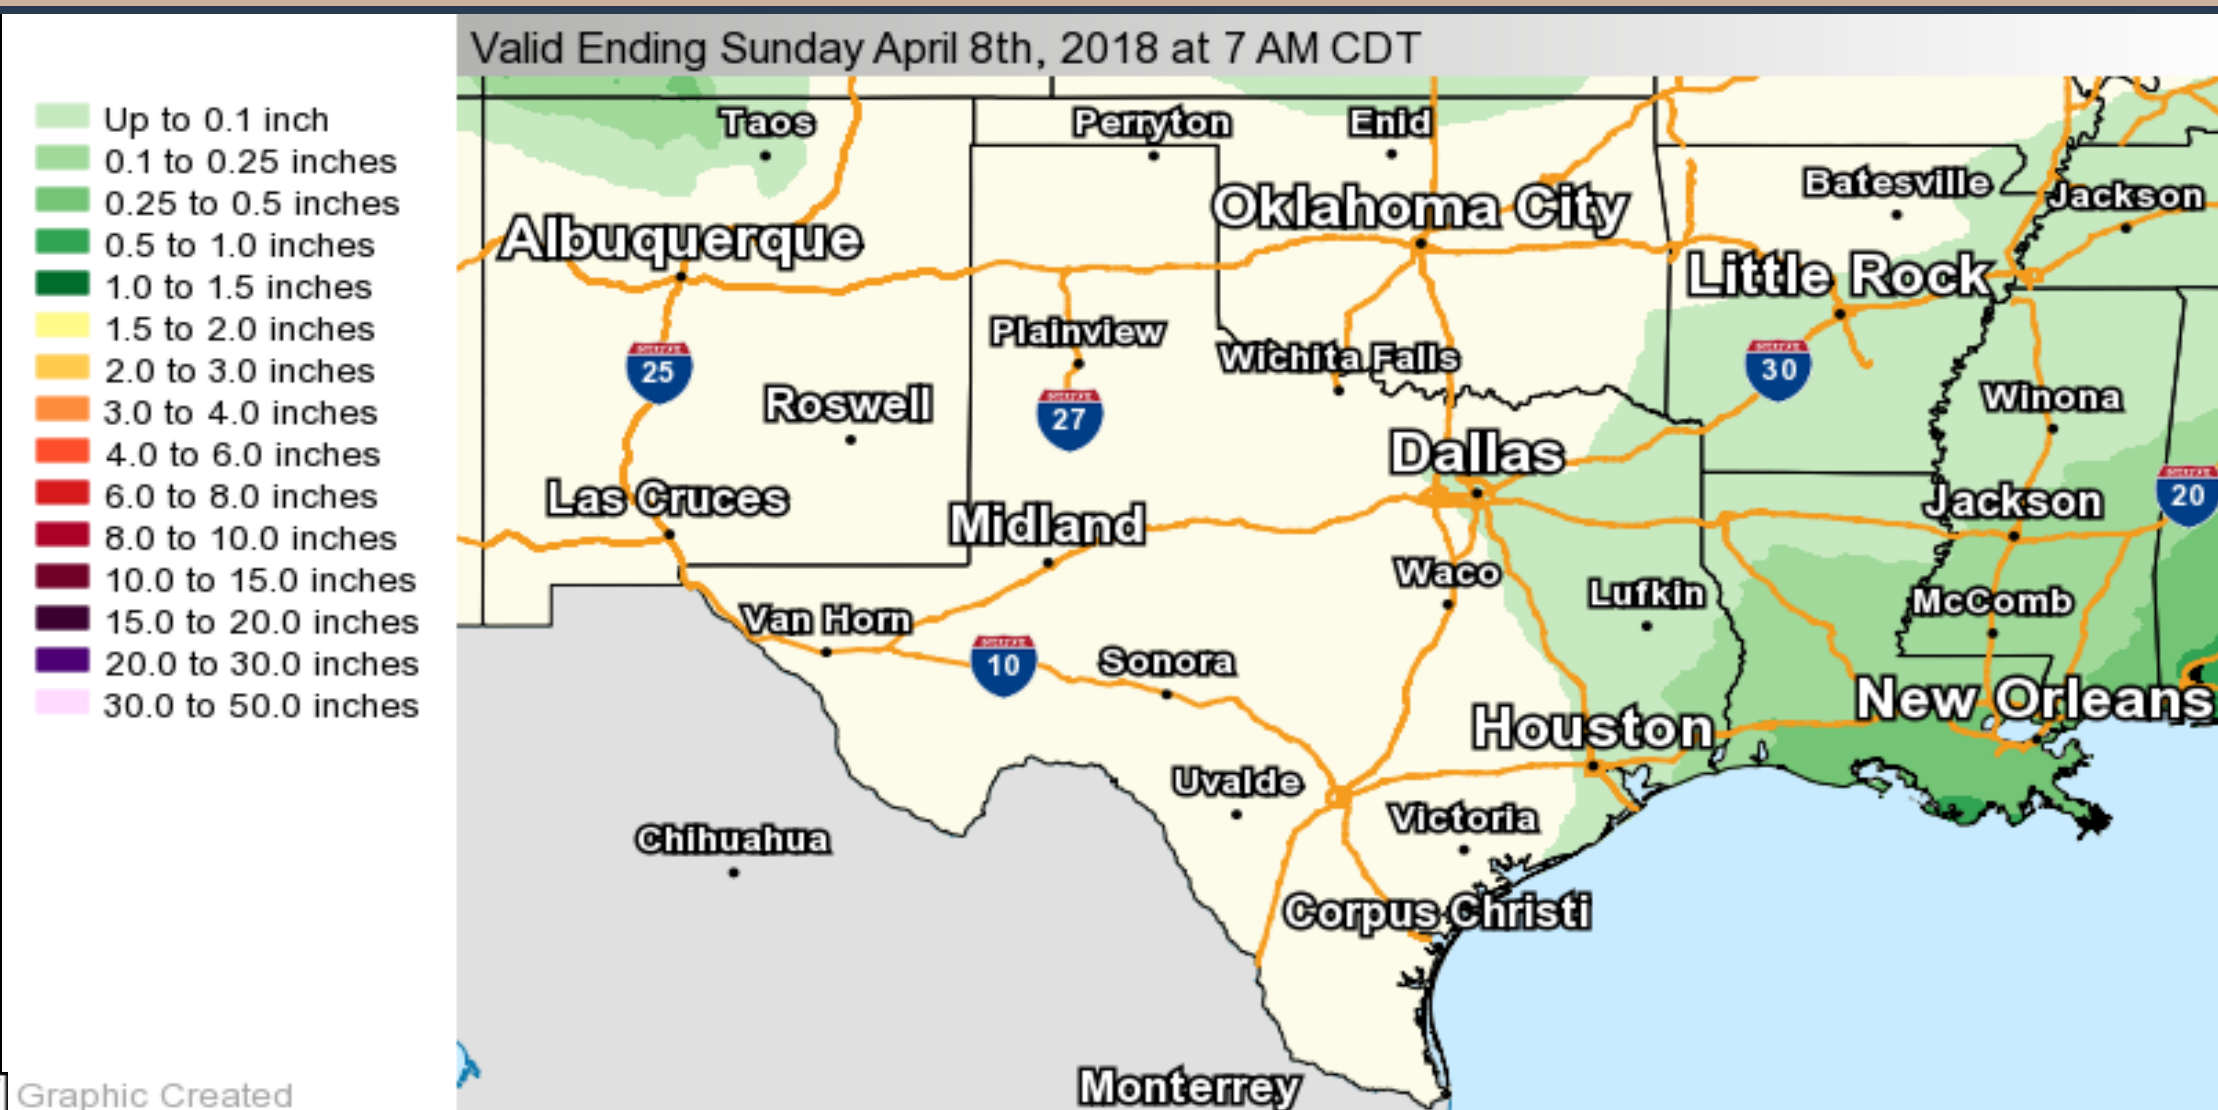 Valid Ending Sunday April 8th, 2018 at 7 AM CDT
Up to 0.1 inch
0.1 to 0.25 inches
0.25 to 0.5 inches
0.5 to 1.0 inches
1.0 to 1.5 inches
1.5 to 2.0 inches
2.0 to 3.0 inches
3.0 to 4.0 inches
4.0 to 6.0 inches
6.0 to 8.0 inches
8.0 to 10.0 inches
10.0 to 15.0 inches
15.0 to 20.0 inches
20.0 to 30.0 inches
30.0 to 50.0 inches
Graphic Created
Taos
Perryton
Enid
Batesville
Jackson
Oklahoma City
Albuquerque
Little Rock
Plainview
Wichita Falls
25
30
Roswell
27
Winona
Dallas
Las Cruces
Midland
Jackson
20
Waco
Lufkin
McComb
Van Horn
10
Sonora
New Orleans
Houston
Uvalde
Victoria
Chihuahua
Corpus Christi
Monterrey